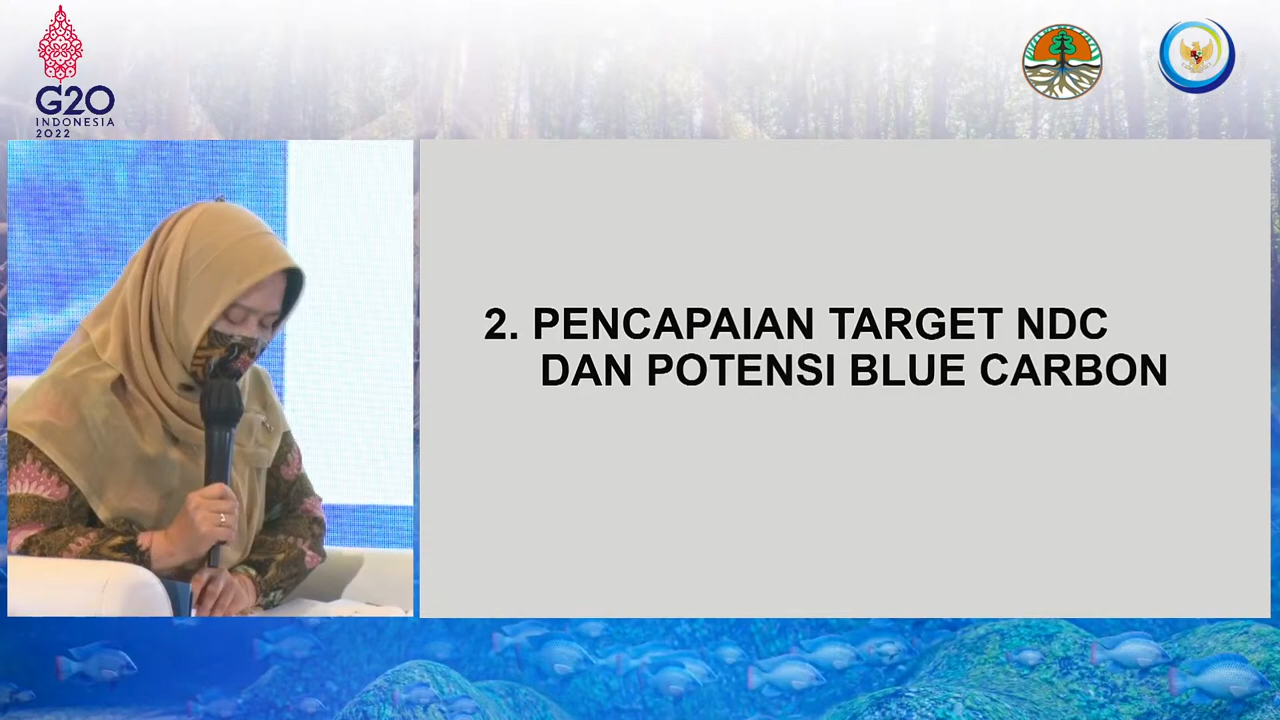 G20
INDONESIA
2022
2. PENCAPAIAN TARGET NDC
DAN POTENSI BLUE CARBON